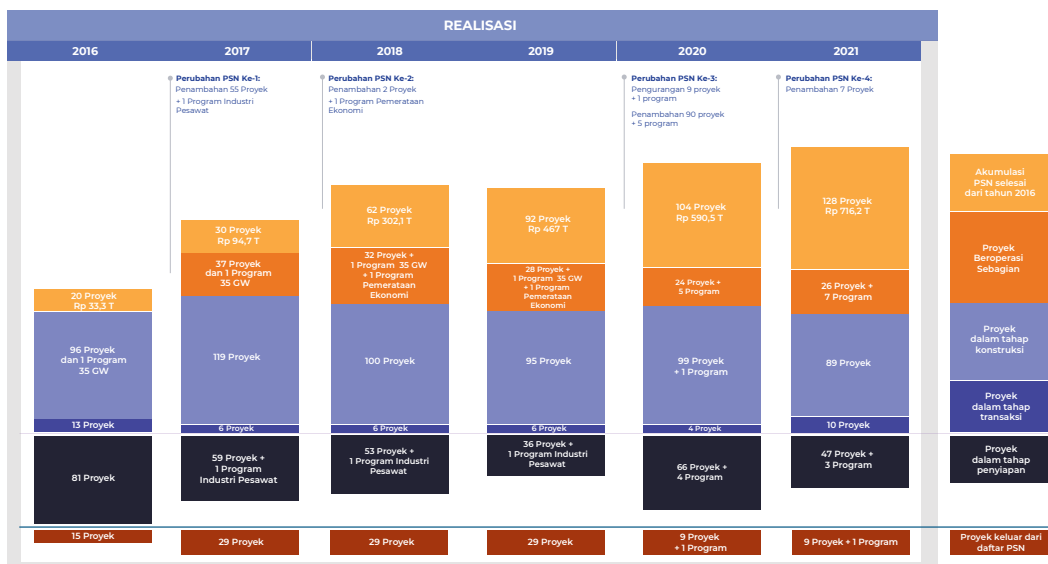 REALISASI
2016
2017
2018
2019
2020
2021
Perubahan PSN Ke-1:
Penambahan 55 Proyek
+ 1 Program Industri
Pesawat
Perubahan PSN Ke-2:
Penambahan 2 Proyek
+ 1 Program Pemerataan
Ekonomi
Perubahan PSN Ke-3:
Pengurangan 9 proyek
+ 1 program
Penambahan 90 proyek
+ 5 program
Perubahan PSN Ke-4:
Penambahan 7 Proyek
20 Proyek
Rp 33,3 T
96 Proyek
dan 1 Program
35 GW
13 Proyek
81 Proyek
15 Proyek
30 Proyek
Rp 94,7 T
37 Proyek
dan 1 Program
35 GW
119 Proyek
6 Proyek
59 Proyek +
1 Program
Industri Pesawat
29 Proyek
62 Proyek
Rp 302,1 T
32 Proyek +
1 Program 35 GW
+ 1 Program
Pemerataan
Ekonomi
100 Proyek
6 Proyek
53 Proyek +
1 Program Industri
Pesawat
29 Proyek
92 Proyek
Rp 467 T
28 Proyek +
1 Program 35 GW
+ 1 Program
Pemerataan
Ekonomi
95 Proyek
6 Proyek
36 Proyek +
1 Program Industri
Pesawat
29 Proyek
104 Proyek
Rp 590,5 T
24 Proyek +
5 Program
99 Proyek
+ 1 Program
4 Proyek
66 Proyek +
4 Program
9 Proyek
+ 1 Program
128 Proyek
Rp 716,2 T
26 Proyek +
7 Program
89 Proyek
10 Proyek
47 Proyek +
3 Program
9 Proyek + 1 Program
Akumulasi
PSN selesai
dari tahun 2016
Proyek
Beroperasi
Sebagian
Proyek
dalam tahap
konstruksi
Proyek
dalam tahap
transaksi
Proyek
dalam tahap
penyiapan
Proyek keluar dari
daftar PSN